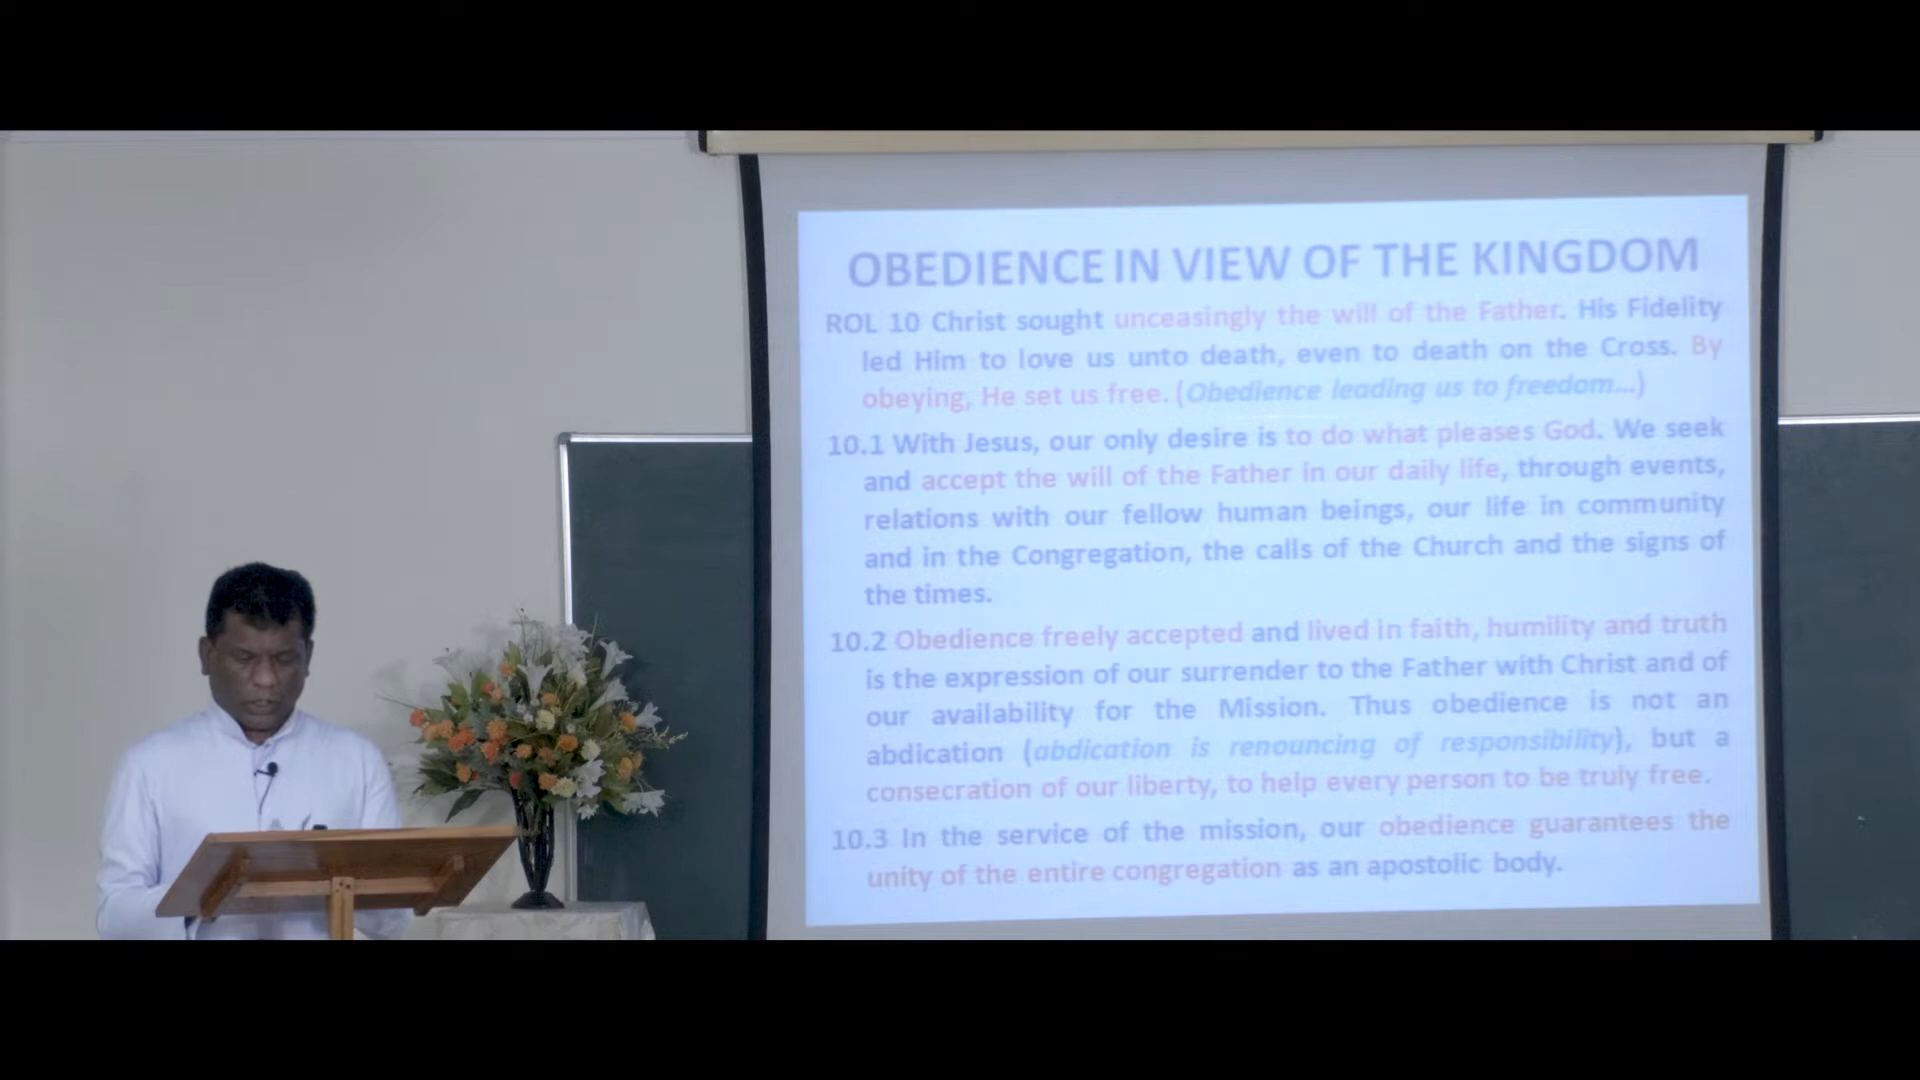 OBEDIENCE IN VIEW OF THE KINGDOM
ROL 10 Christ sought unceasingly the will of the Father. His Fidelity
led Him to love us unto death, even to death on the Cross. By
obeying, He set us free. (Obedience leading us to freedom...)
10.1 With Jesus, our only desire is to do what pleases God. We seek
and accept the will of the Father in our daily life, through events,
relations with our fellow human beings, our life in community
and in the Congregation, the calls of the Church and the signs of
the times.
10.2 Obedience freely accepted and lived in faith, humility and truth
is the expression of our surrender to the Father with Christ and of
our availability for the Mission. Thus obedience is not an
abdication (abdication is renouncing of responsibility), but a
consecration of our liberty, to help every person to be truly free.
10.3 In the service of the mission, our obedience guarantees the
unity of the entire congregation as an apostolic body.